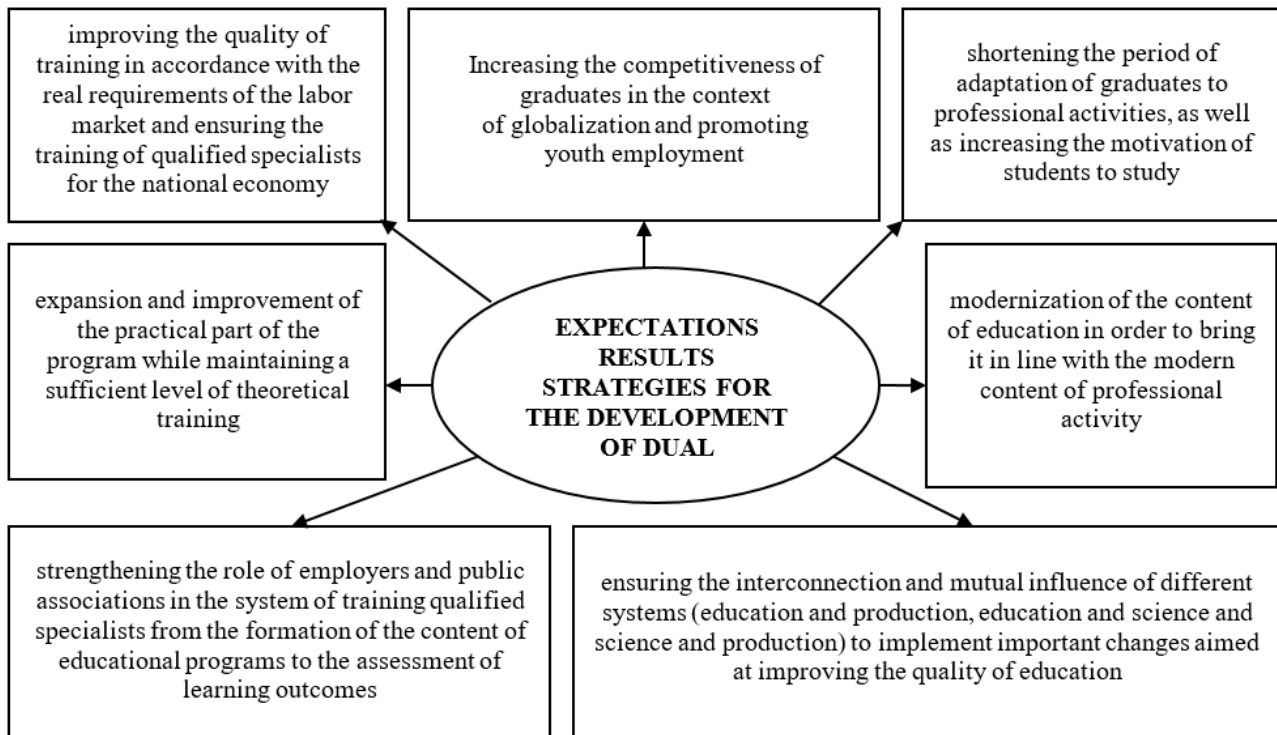 improving the quality of
training in accordance with the
real requirements of the labor
market and ensuring the
training of qualified specialists
for the national economy
Increasing the competitiveness of
graduates in the context
of globalization and promoting
youth employment
shortening the period of
adaptation of graduates to
professional activities, as well
as increasing the motivation of
students to study
expansion and improvement of
the practical part of the
program while maintaining a
sufficient level of theoretical
training
EXPECTATIONS
RESULTS
STRATEGIES FOR
THE DEVELOPMENT
OF DUAL
modernization of the content
of education in order to bring
it in line with the modern
content of professional
activity
strengthening the role of employers and public
associations in the system of training qualified
specialists from the formation of the content of
educational programs to the assessment of
learning outcomes
ensuring the interconnection and mutual influence of different
systems (education and production, education and science and
science and production) to implement important changes aimed
at improving the quality of education